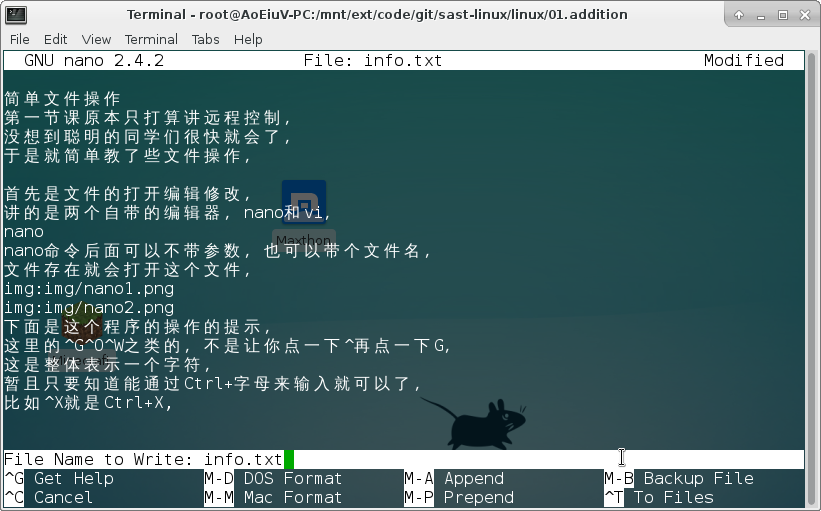 Terminal - root@AoEiuV-PC:/mnt/ext/code/git/sast-linux/linux/01.addition
File Edit View Terminal Tabs Help
GNU nano 2.4.2 File: info.txt Modified
简单文件操作
第一节课原本只打算讲远程控制,
没想到聪明的同学们很快就会了,
于是就简单教了些文件操作,
首先是文件的打开编辑修改,
讲的是两个自带的编辑器, nano和vi,
nano
Maxthon
nano命令后面可以不带参数, 也可以带个文件名,
文件存在就会打开这个文件,
img:img/nano1.png
img:img/nano2.png
下面是这个程序的操作的提示,
这里的^G^O^W之类的, 不是让你点一下^再点一下G,
这是整体表示一个字符,
暂且只要知道能通过Ctrl+字母来输入就可以了,
比如^X就是Ctrl+X,
File Name to Write: info.txt
^G Get Help M-D DOS Format M-A Append M-B Backup File
^C Cancel M-M Mac Format M-P Prepend ^T To Files